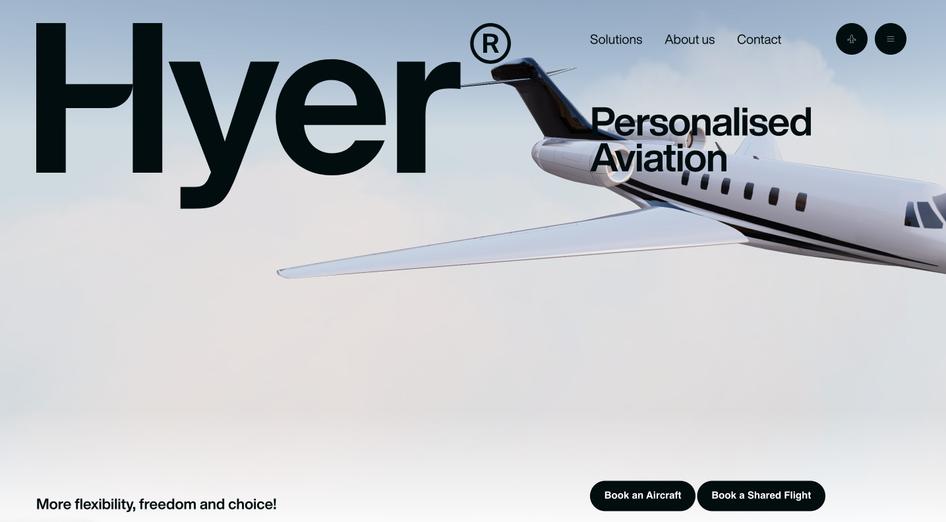 Hyer®
Solutions About us Contact
Personalised
Aviation
More flexibility, freedom and choice!
Book an Aircraft Book a Shared Flight